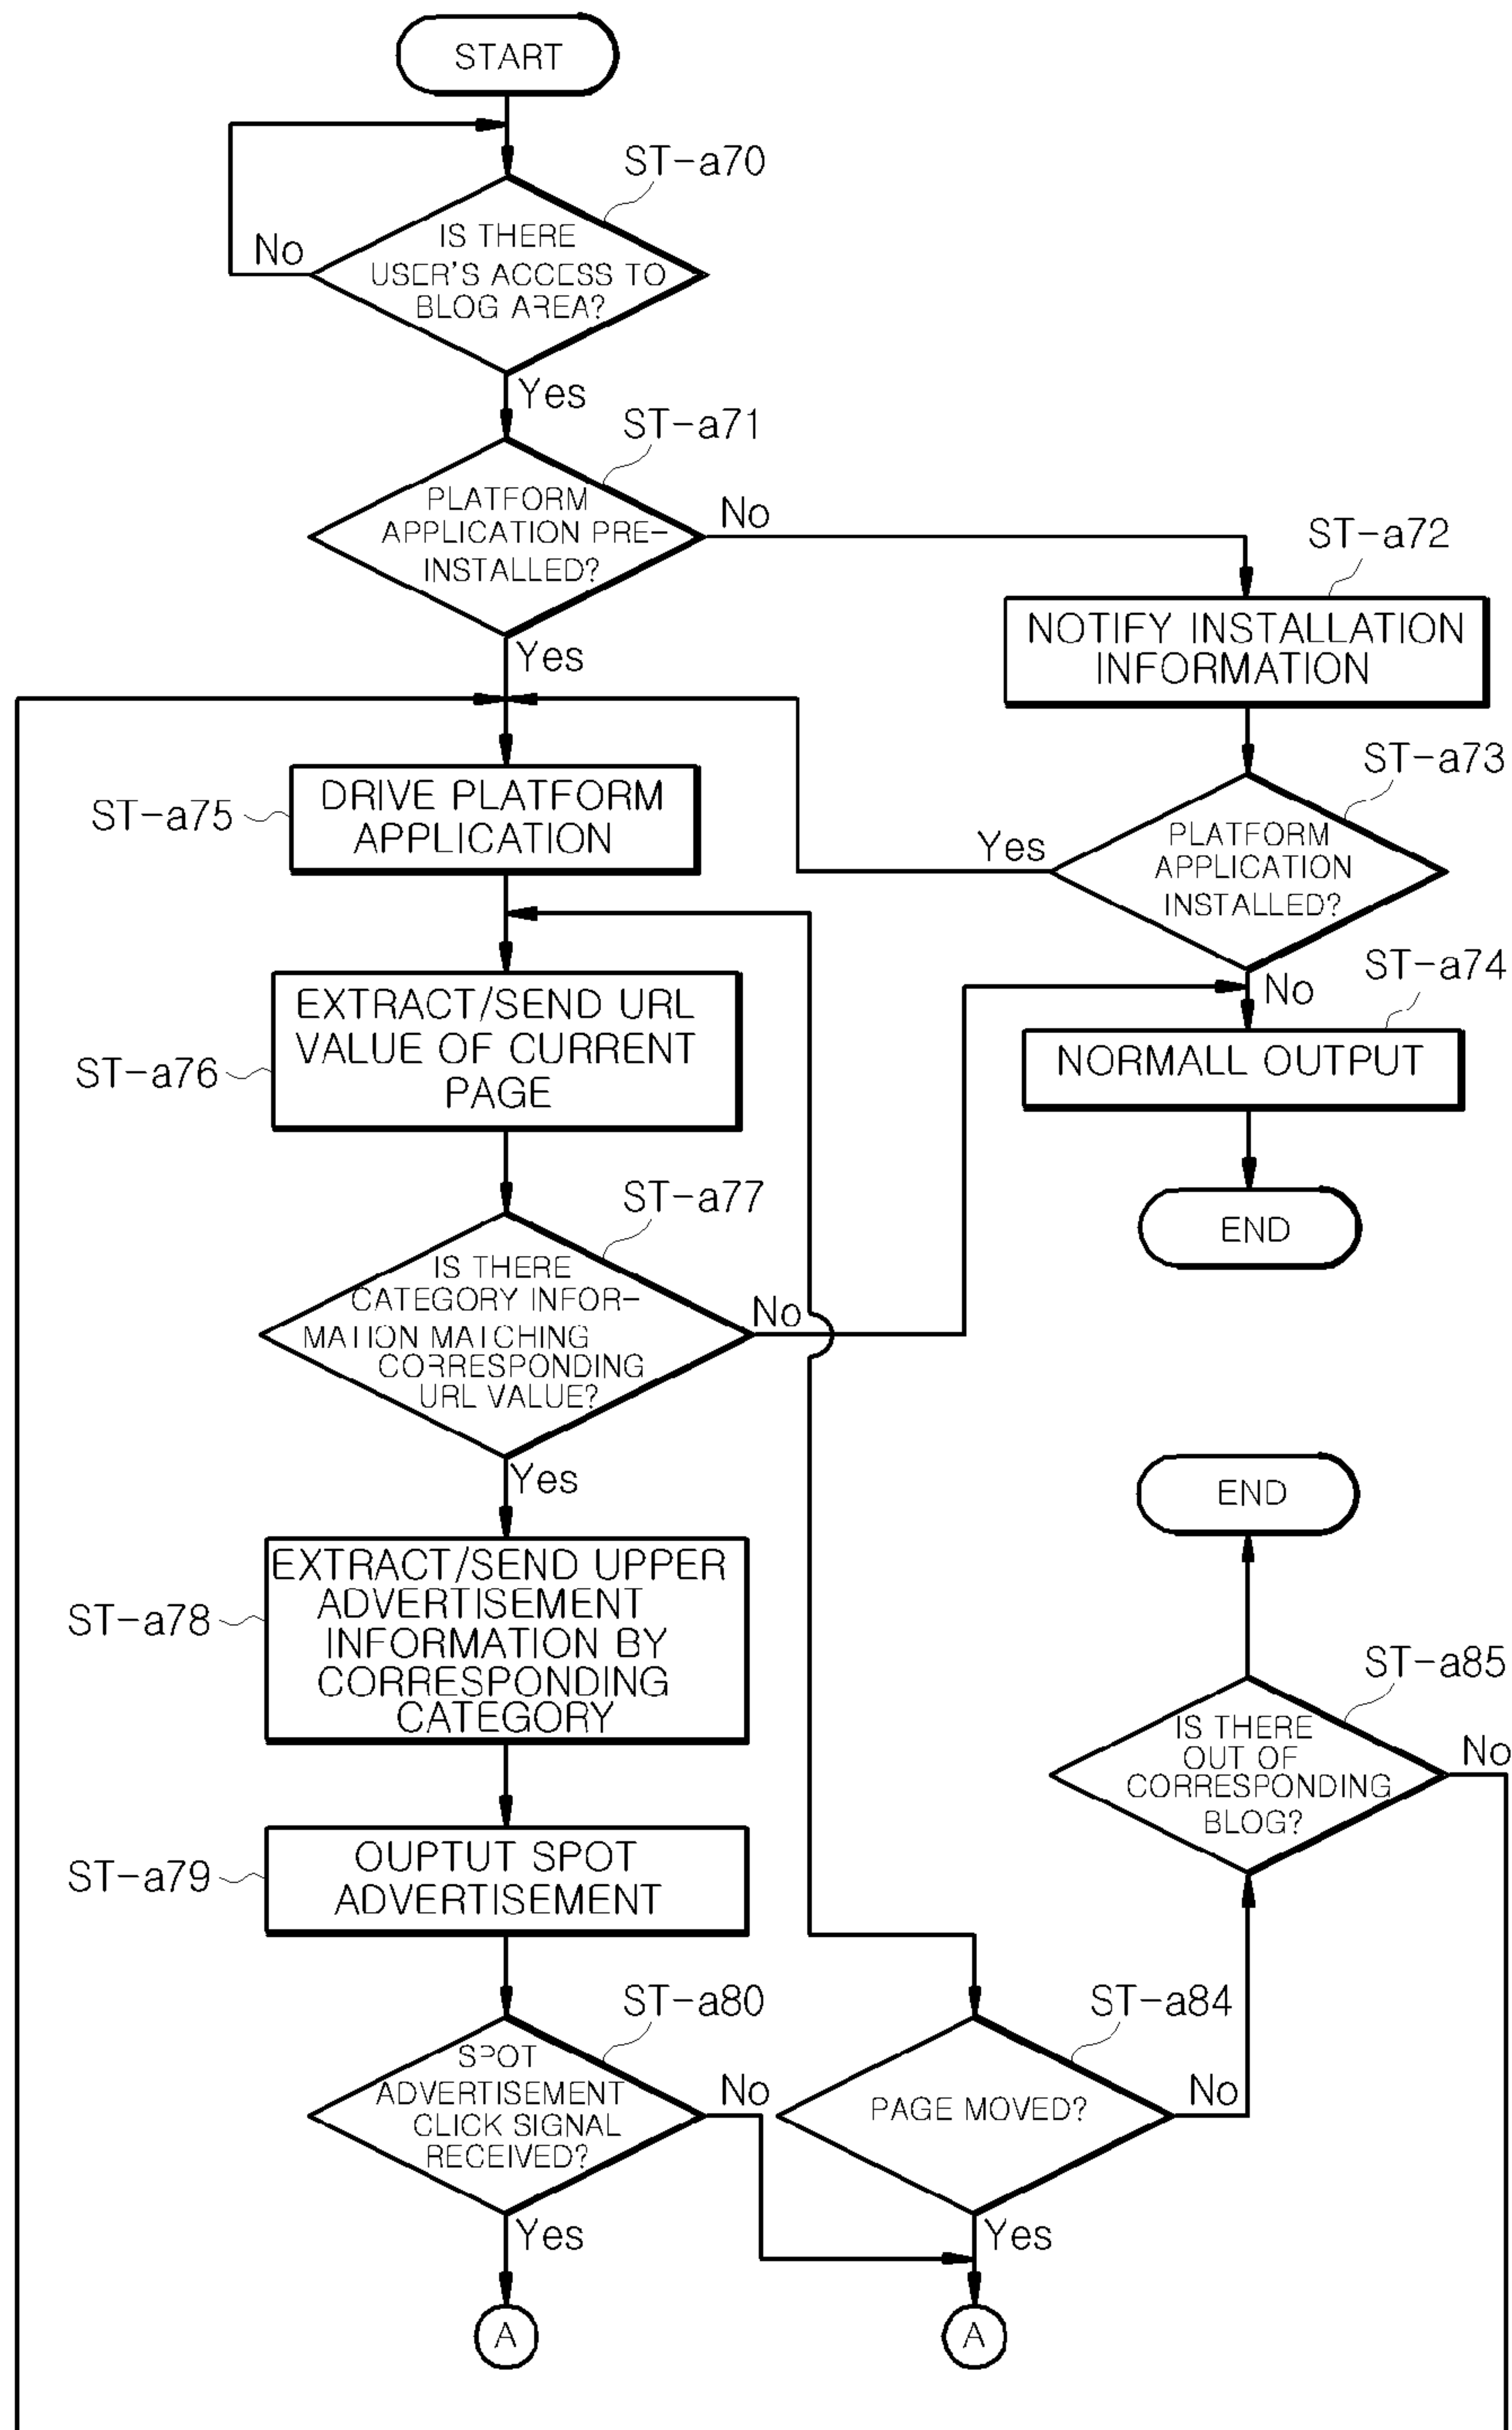 START
ST-a70
IS THERE
USER'S ACCESS TO
BLOG AREA?
No
Yes
ST-a71
PLATFORM
APPLICATION PRE-
INSTALLED?
No
Yes
ST-a72
NOTIFY INSTALLATION
INFORMATION
ST-a73
PLATFORM
APPLICATION
INSTALLED?
Yes
No
ST-a74
NORMALL OUTPUT
END
ST-a75
DRIVE PLATFORM
APPLICATION
ST-a76
EXTRACT/SEND URL
VALUE OF CURRENT
PAGE
ST-a77
IS THERE
CATEGORY INFOR-
MATION MATCHING
CORRESPONDING
URL VALUE?
No
Yes
ST-a78
EXTRACT/SEND UPPER
ADVERTISEMENT
INFORMATION BY
CORRESPONDING
CATEGORY
ST-a79
OUPTUT SPOT
ADVERTISEMENT
ST-a80
SPOT
ADVERTISEMENT
CLICK SIGNAL
RECEIVED?
No
Yes
A
END
ST-a85
IS THERE
OUT OF
CORRESPONDING
BLOG?
No
ST-a84
PAGE MOVED?
No
Yes
A